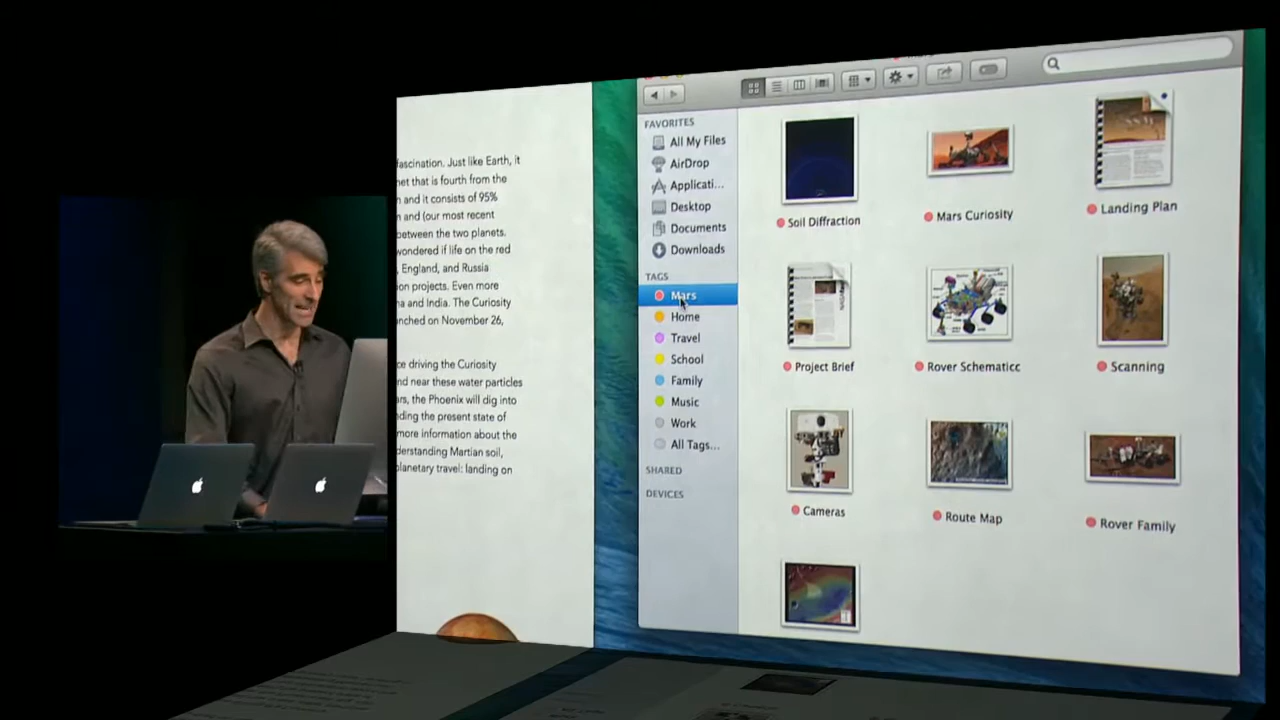 fascination. Just like Earth, it
net that is fourth from the
n and it consists of 95%
n and (our most recent
between the two planets.
wondered if life on the red
, England, and Russia
on projects. Even more
na and India. The Curiosity
nched on November 26,
ce driving the Curiosity
nd near these water particles
ars, the Phoenix will dig into
nding the present state of
more information about the
derstanding Martian soil,
planetary travel: landing on
FAVORITES
All My Files
AirDrop
Applicati...
Desktop
Documents
Downloads
TAGS
Mars
Home
Travel
School
Family
Music
Work
All Tags...
SHARED
DEVICES
Soil Diffraction
Mars Curiosity
Landing Plan
Project Brief
Rover Schematicc
Scanning
Cameras
Route Map
Rover Family